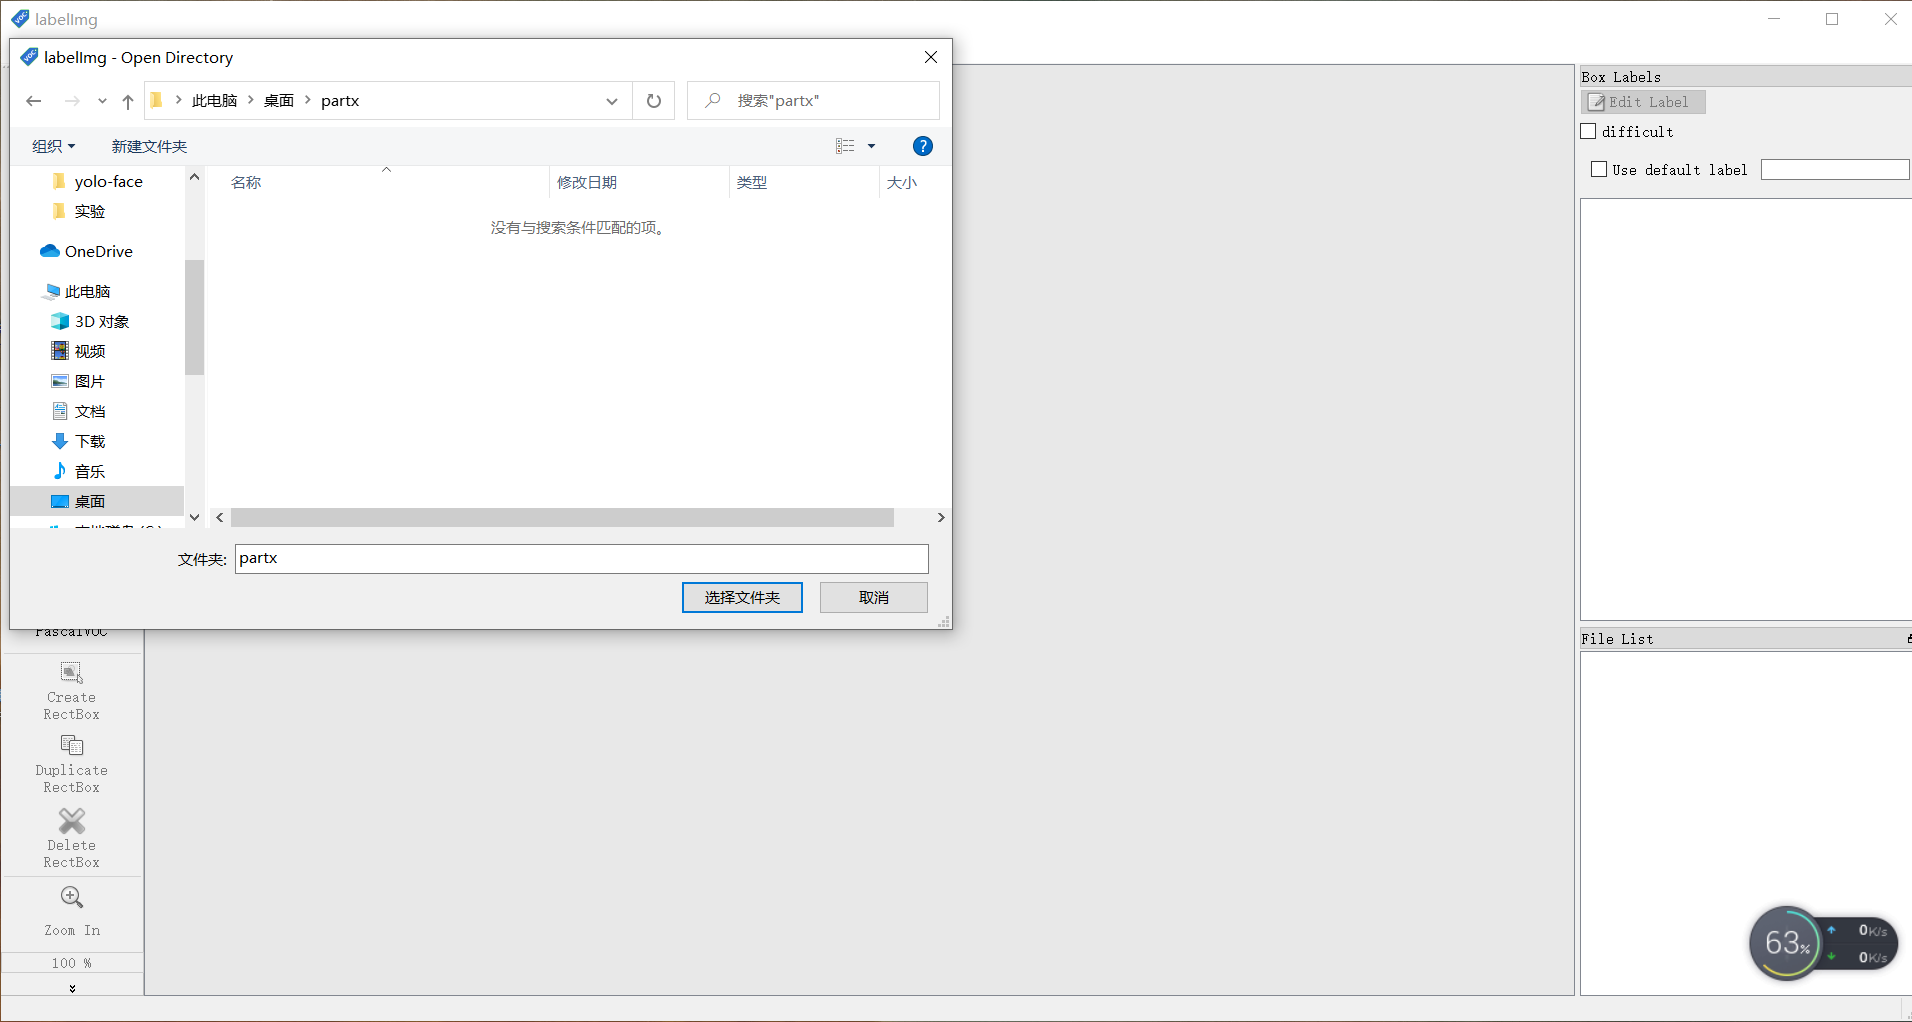 labelImg
labelImg - Open Directory
此电脑 桌面 partx
搜索"partx"
组织 新建文件夹
名称 修改日期 类型 大小
没有与搜索条件匹配的项。
yolo-face
实验
OneDrive
此电脑
3D 对象
视频
图片
文档
下载
音乐
桌面
文件夹: partx
选择文件夹 取消
PascalVOC
Create
RectBox
Duplicate
RectBox
Delete
RectBox
Zoom In
100 %
Box Labels
Edit Label
difficult
Use default label
File List
63%
0K/s
0K/s